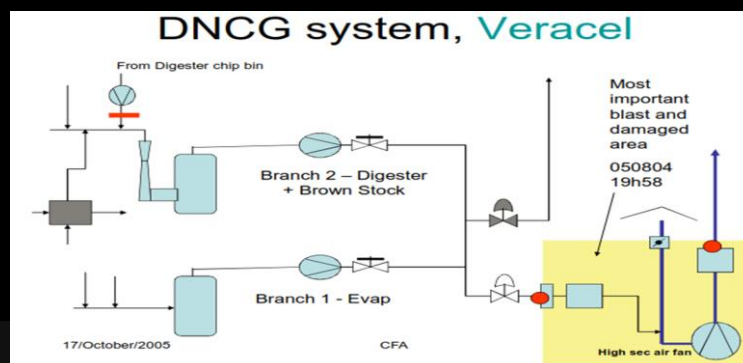 DNCG system, Veracel
From Digester chip bin
Most
important
blast and
damaged
area
050804
19h58
Branch 2 – Digester
+ Brown Stock
Branch 1 - Evap
17/October/2005
CFA
High sec air fan